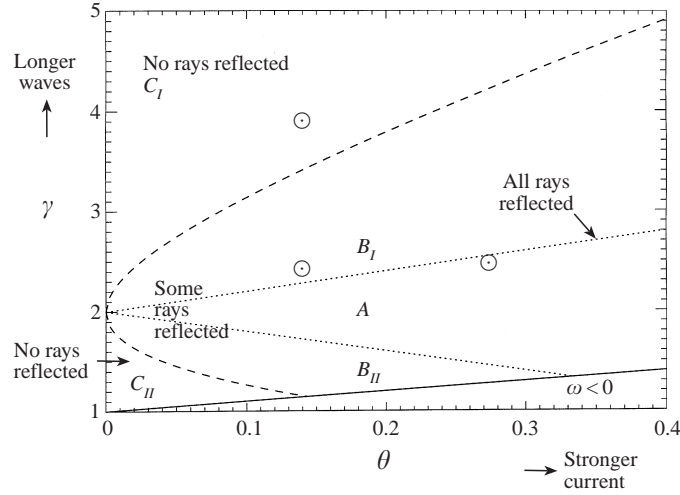 5
Longer
waves
No rays reflected
C_I
4
γ
3
All rays
reflected
B_I
Some
rays
reflected
A
2
No rays
reflected
C_II
B_II
ω < 0
1
0
0.1
0.2
0.3
0.4
θ
Stronger
current